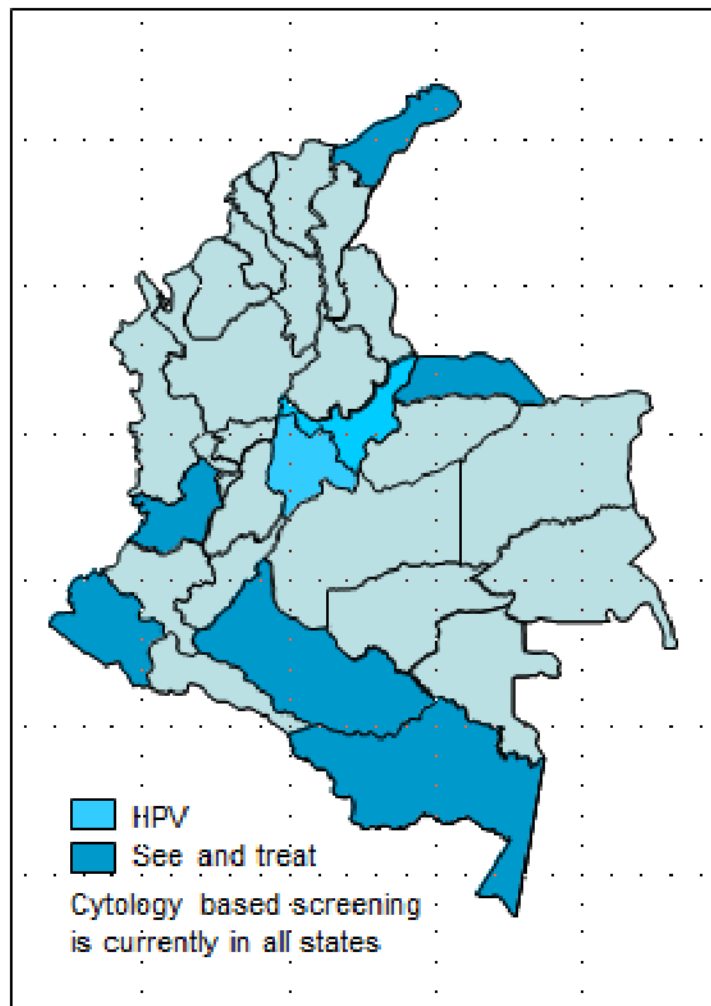 HPV
See and treat
Cytology based screening
is currently in all states